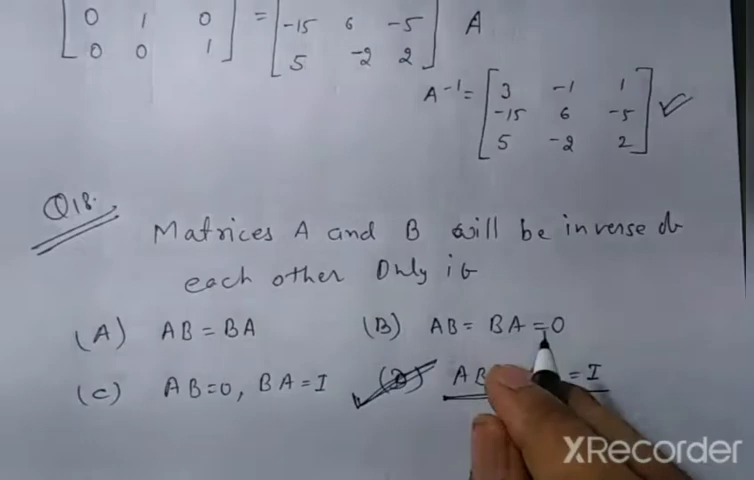 0 1 0 = -15 6 -5 A
0 0 1 5 -2 2
A-1 = 3 -1 1
-15 6 -5
5 -2 2
Q18.
Matrices A and B will be inverse of
each other Only if
(A) AB = BA (B) AB = BA = 0
(C) AB=0, BA=I (D) AB = I
XRecorder